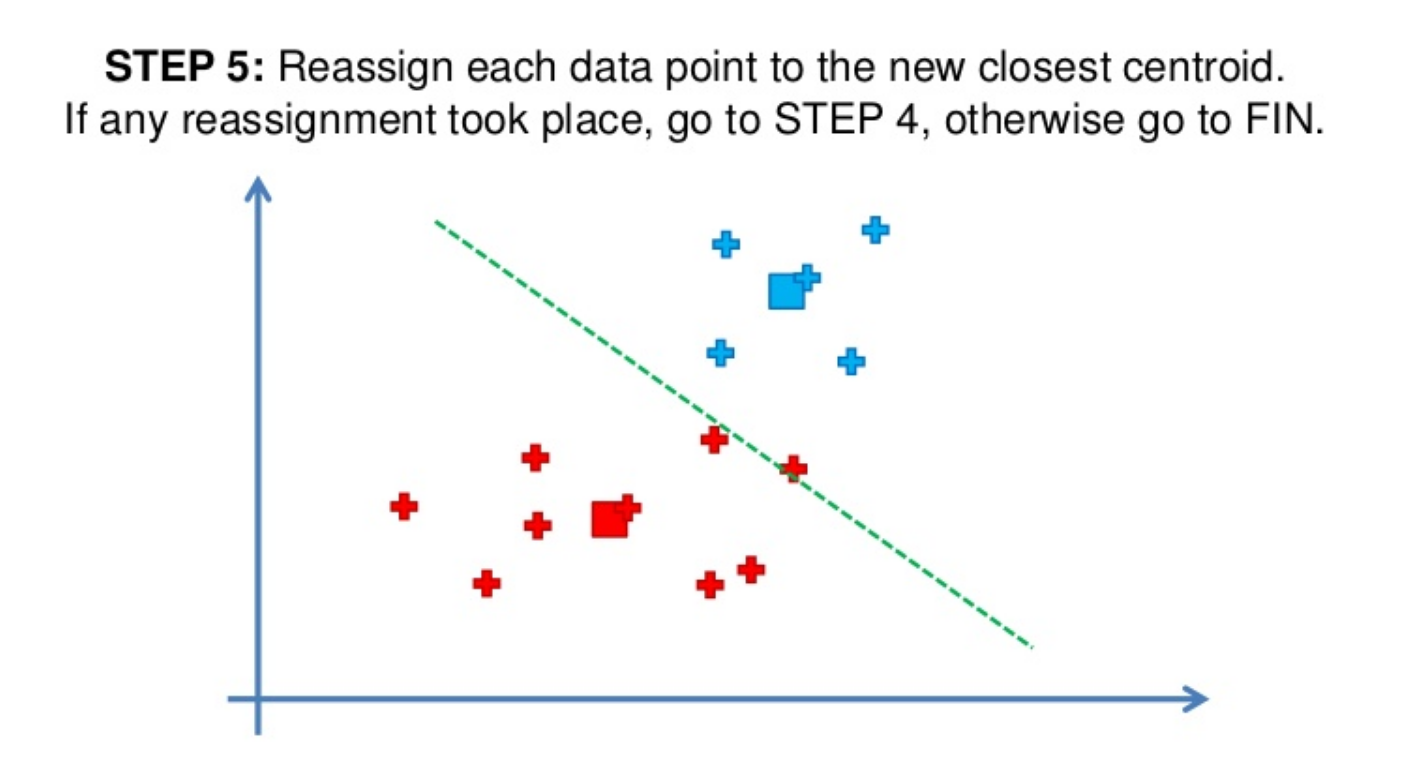 STEP 5: Reassign each data point to the new closest centroid.
If any reassignment took place, go to STEP 4, otherwise go to FIN.